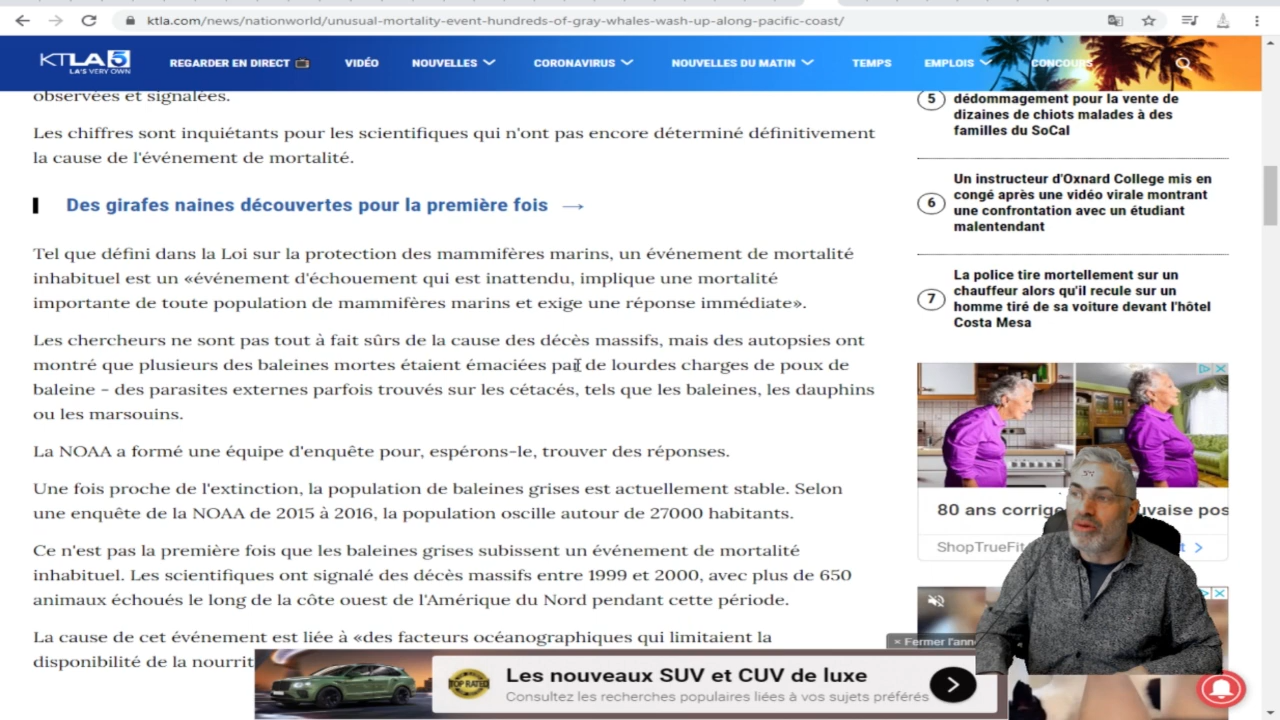 ktla.com/news/nationworld/unusual-mortality-event-hundreds-of-gray-whales-wash-up-along-pacific-coast/
KTLA 5
LA'S VERY OWN
REGARDER EN DIRECT
VIDÉO
NOUVELLES
CORONAVIRUS
NOUVELLES DU MATIN
TEMPS
EMPLOIS
CONCOURS
observées et signalées.
Les chiffres sont inquiétants pour les scientifiques qui n'ont pas encore déterminé définitivement
la cause de l'événement de mortalité.
Des girafes naines découvertes pour la première fois →
Tel que défini dans la Loi sur la protection des mammifères marins, un événement de mortalité
inhabituel est un «événement d'échouement qui est inattendu, implique une mortalité
importante de toute population de mammifères marins et exige une réponse immédiate».
Les chercheurs ne sont pas tout à fait sûrs de la cause des décès massifs, mais des autopsies ont
montré que plusieurs des baleines mortes étaient émaciées par de lourdes charges de poux de
baleine - des parasites externes parfois trouvés sur les cétacés, tels que les baleines, les dauphins
ou les marsouins.
La NOAA a formé une équipe d'enquête pour, espérons-le, trouver des réponses.
Une fois proche de l'extinction, la population de baleines grises est actuellement stable. Selon
une enquête de la NOAA de 2015 à 2016, la population oscille autour de 27000 habitants.
Ce n'est pas la première fois que les baleines grises subissent un événement de mortalité
inhabituel. Les scientifiques ont signalé des décès massifs entre 1999 et 2000, avec plus de 650
animaux échoués le long de la côte ouest de l'Amérique du Nord pendant cette période.
La cause de cet événement est liée à «des facteurs océanographiques qui limitaient la
disponibilité de la nourrit
5
dédommagement pour la vente de
dizaines de chiots malades à des
familles du SoCal
6
Un instructeur d'Oxnard College mis en
congé après une vidéo virale montrant
une confrontation avec un étudiant
malentendant
7
La police tire mortellement sur un
chauffeur alors qu'il recule sur un
homme tiré de sa voiture devant l'hôtel
Costa Mesa
80 ans corrige
uvaise pos
ShopTrueFit
× Fermer l'ann
TOP RATED
Les nouveaux SUV et CUV de luxe
Consultez les recherches populaires liées à vos sujets préférés